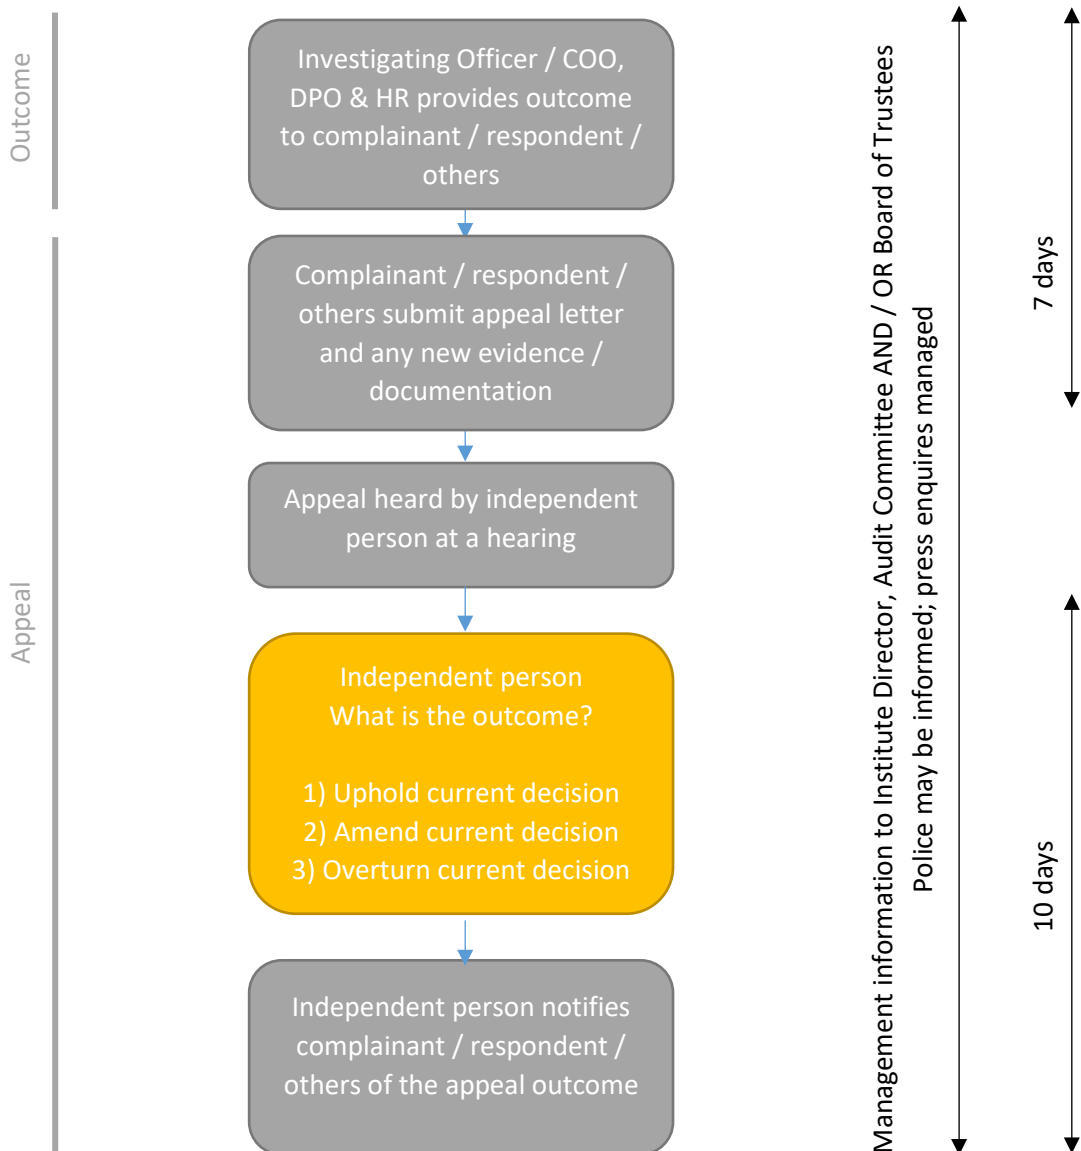 Outcome
Investigating Officer / COO,
DPO & HR provides outcome
to complainant / respondent /
others
Appeal
Complainant / respondent /
others submit appeal letter
and any new evidence /
documentation
Appeal heard by independent
person at a hearing
Independent person
What is the outcome?
1) Uphold current decision
2) Amend current decision
3) Overturn current decision
Independent person notifies
complainant / respondent /
others of the appeal outcome
Management information to Institute Director, Audit Committee AND / OR Board of Trustees
Police may be informed; press enquires managed
7 days
10 days